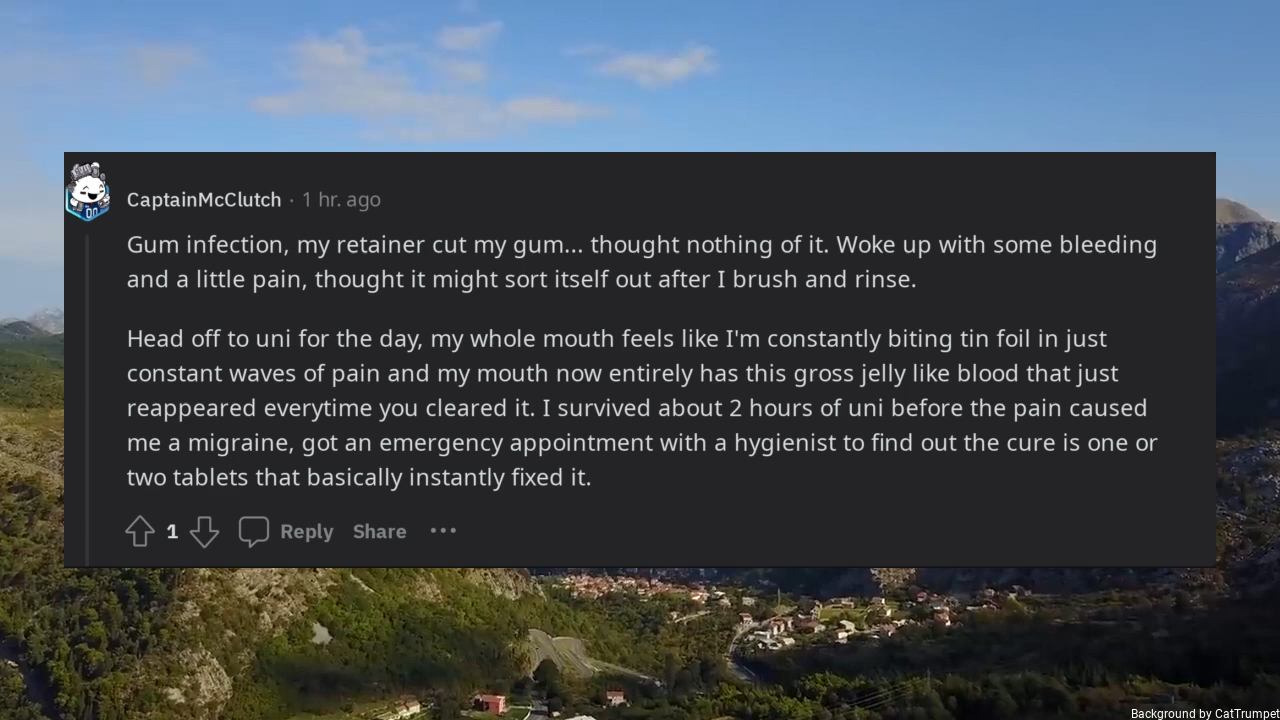 CaptainMcClutch · 1 hr. ago
Gum infection, my retainer cut my gum... thought nothing of it. Woke up with some bleeding
and a little pain, thought it might sort itself out after I brush and rinse.
Head off to uni for the day, my whole mouth feels like I'm constantly biting tin foil in just
constant waves of pain and my mouth now entirely has this gross jelly like blood that just
reappeared everytime you cleared it. I survived about 2 hours of uni before the pain caused
me a migraine, got an emergency appointment with a hygienist to find out the cure is one or
two tablets that basically instantly fixed it.
1 Reply Share ···
Background by CatTrumpet